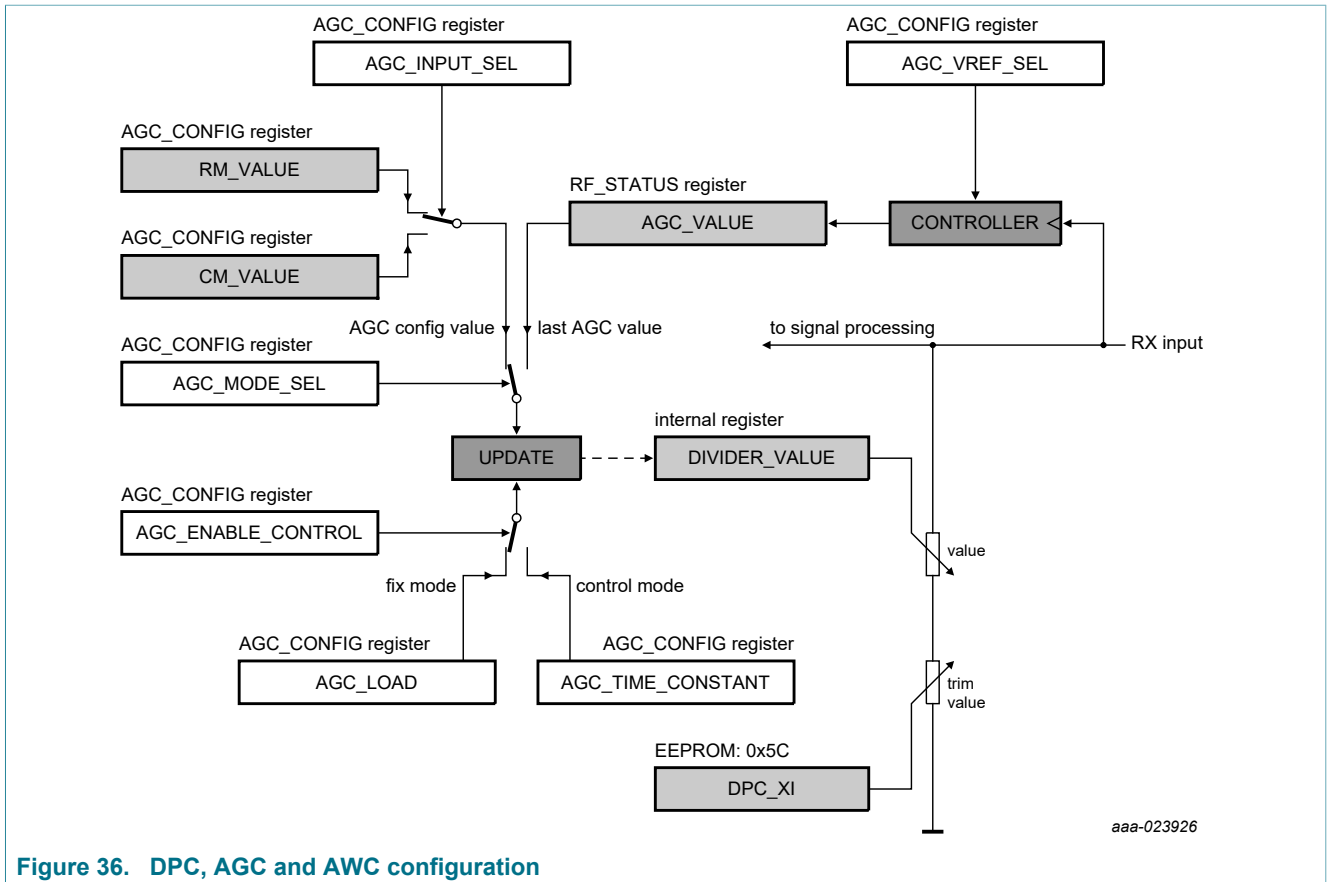 AGC_CONFIG register
AGC_INPUT_SEL
AGC_CONFIG register
AGC_VREF_SEL
AGC_CONFIG register
RM_VALUE
RF_STATUS register
AGC_VALUE
CONTROLLER
AGC_CONFIG register
CM_VALUE
AGC config value
last AGC value
to signal processing
RX input
AGC_CONFIG register
AGC_MODE_SEL
UPDATE
internal register
DIVIDER_VALUE
AGC_CONFIG register
AGC_ENABLE_CONTROL
value
fix mode
control mode
AGC_CONFIG register
AGC_LOAD
AGC_CONFIG register
AGC_TIME_CONSTANT
trim
value
EEPROM: 0x5C
DPC_XI
aaa-023926
Figure 36. DPC, AGC and AWC configuration